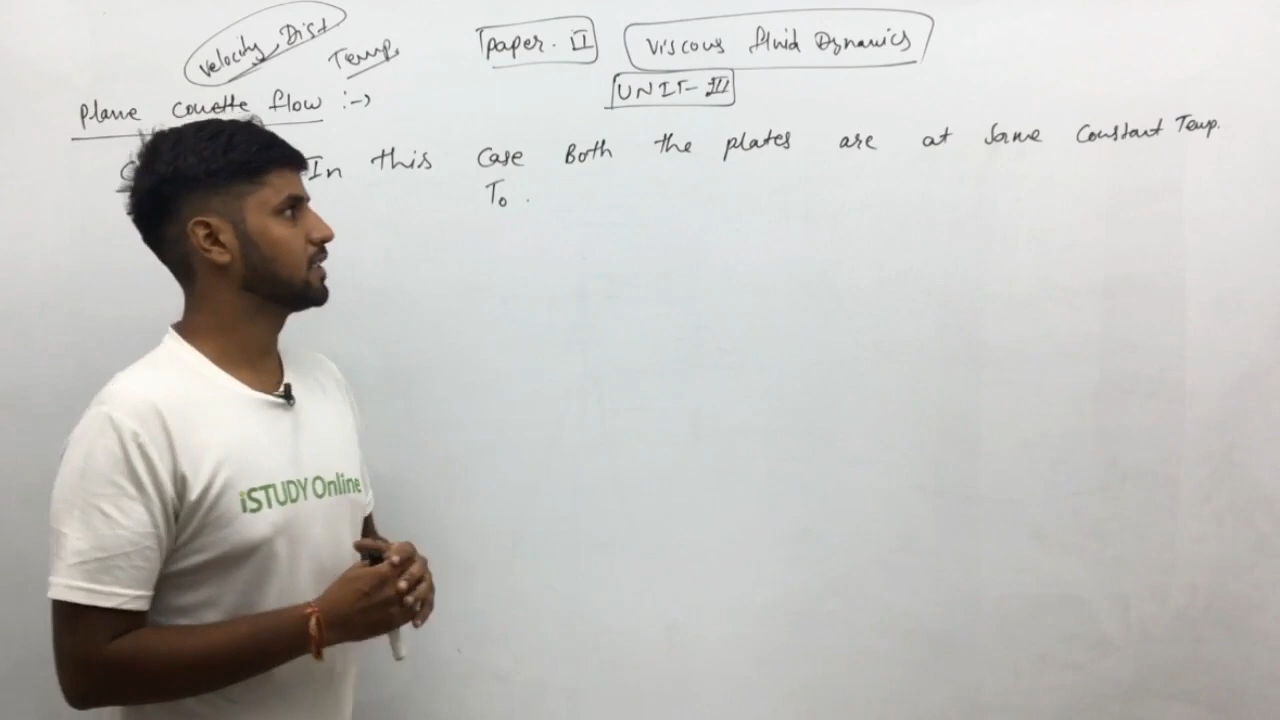 Velocity Dist
Temp.
Paper. II
Viscous fluid Dynamics
UNIT-III
Plane couette flow :->
In this Case Both the plates are at Same Constant Temp.
To.
iSTUDY Online